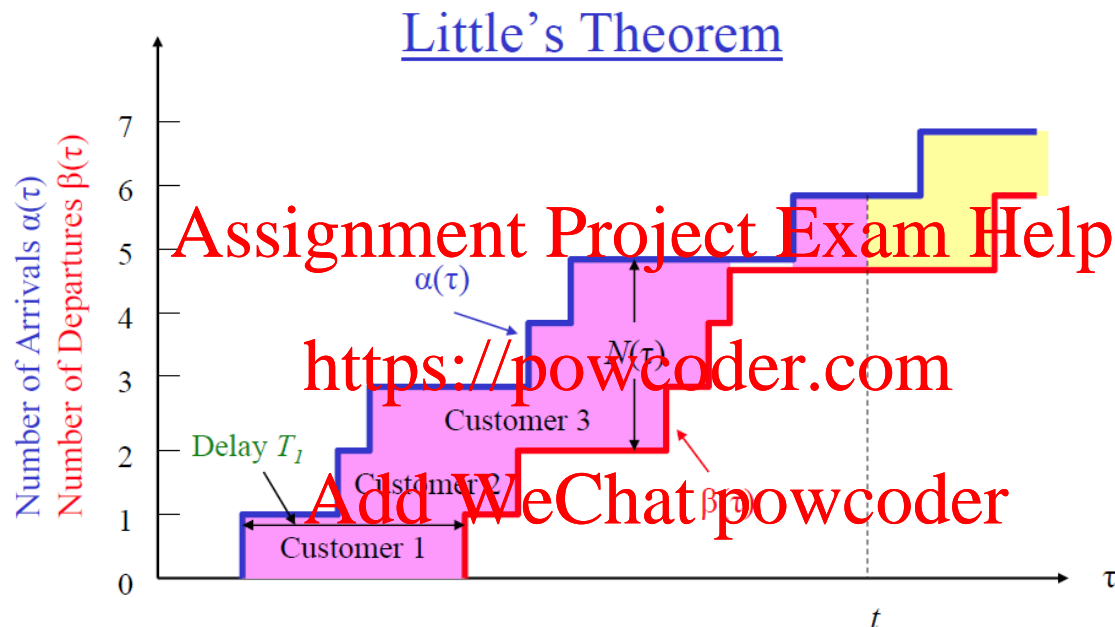 Little's Theorem
Number of Arrivals α(τ)
Number of Departures β(τ)
7
6
5
4
3
2
1
0
Assignment Project Exam Help
α(τ)
N(τ)
https://powcoder.com
Customer 3
Delay T1
Customer 2
Add WeChat powcoder
β(τ)
Customer 1
τ
t